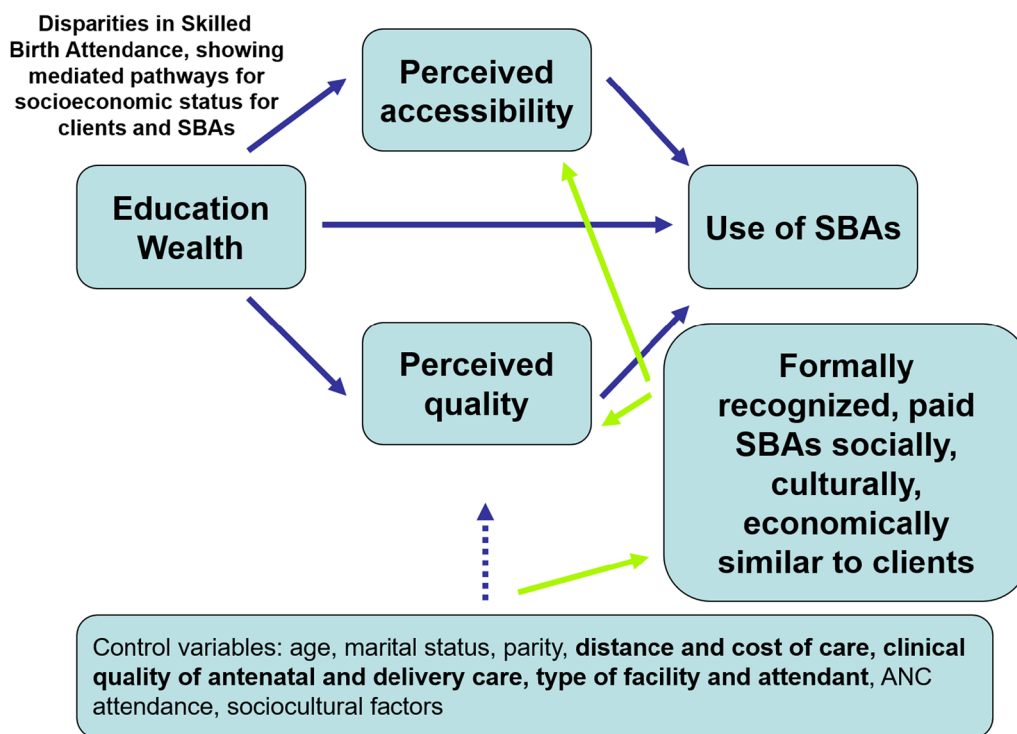 Disparities in Skilled
Birth Attendance, showing
mediated pathways for
socioeconomic status for
clients and SBAs
Perceived
accessibility
Education
Wealth
Use of SBAs
Perceived
quality
Formally
recognized, paid
SBAs socially,
culturally,
economically
similar to clients
Control variables: age, marital status, parity, distance and cost of care, clinical
quality of antenatal and delivery care, type of facility and attendant, ANC
attendance, sociocultural factors